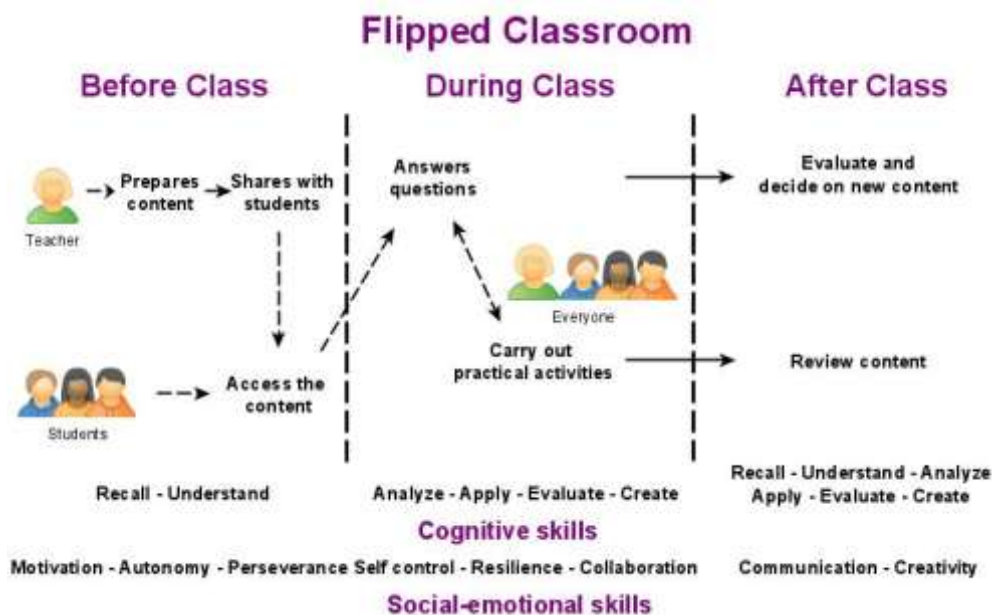 Flipped Classroom
Before Class
During Class
After Class
Prepares
content
Shares with
students
Teacher
Answers
questions
Evaluate and
decide on new content
Everyone
Carry out
practical activities
Review content
Access the
content
Students
Recall - Understand
Analyze - Apply - Evaluate - Create
Recall - Understand - Analyze
Apply - Evaluate - Create
Cognitive skills
Motivation - Autonomy - Perseverance
Self control - Resilience - Collaboration
Communication - Creativity
Social-emotional skills